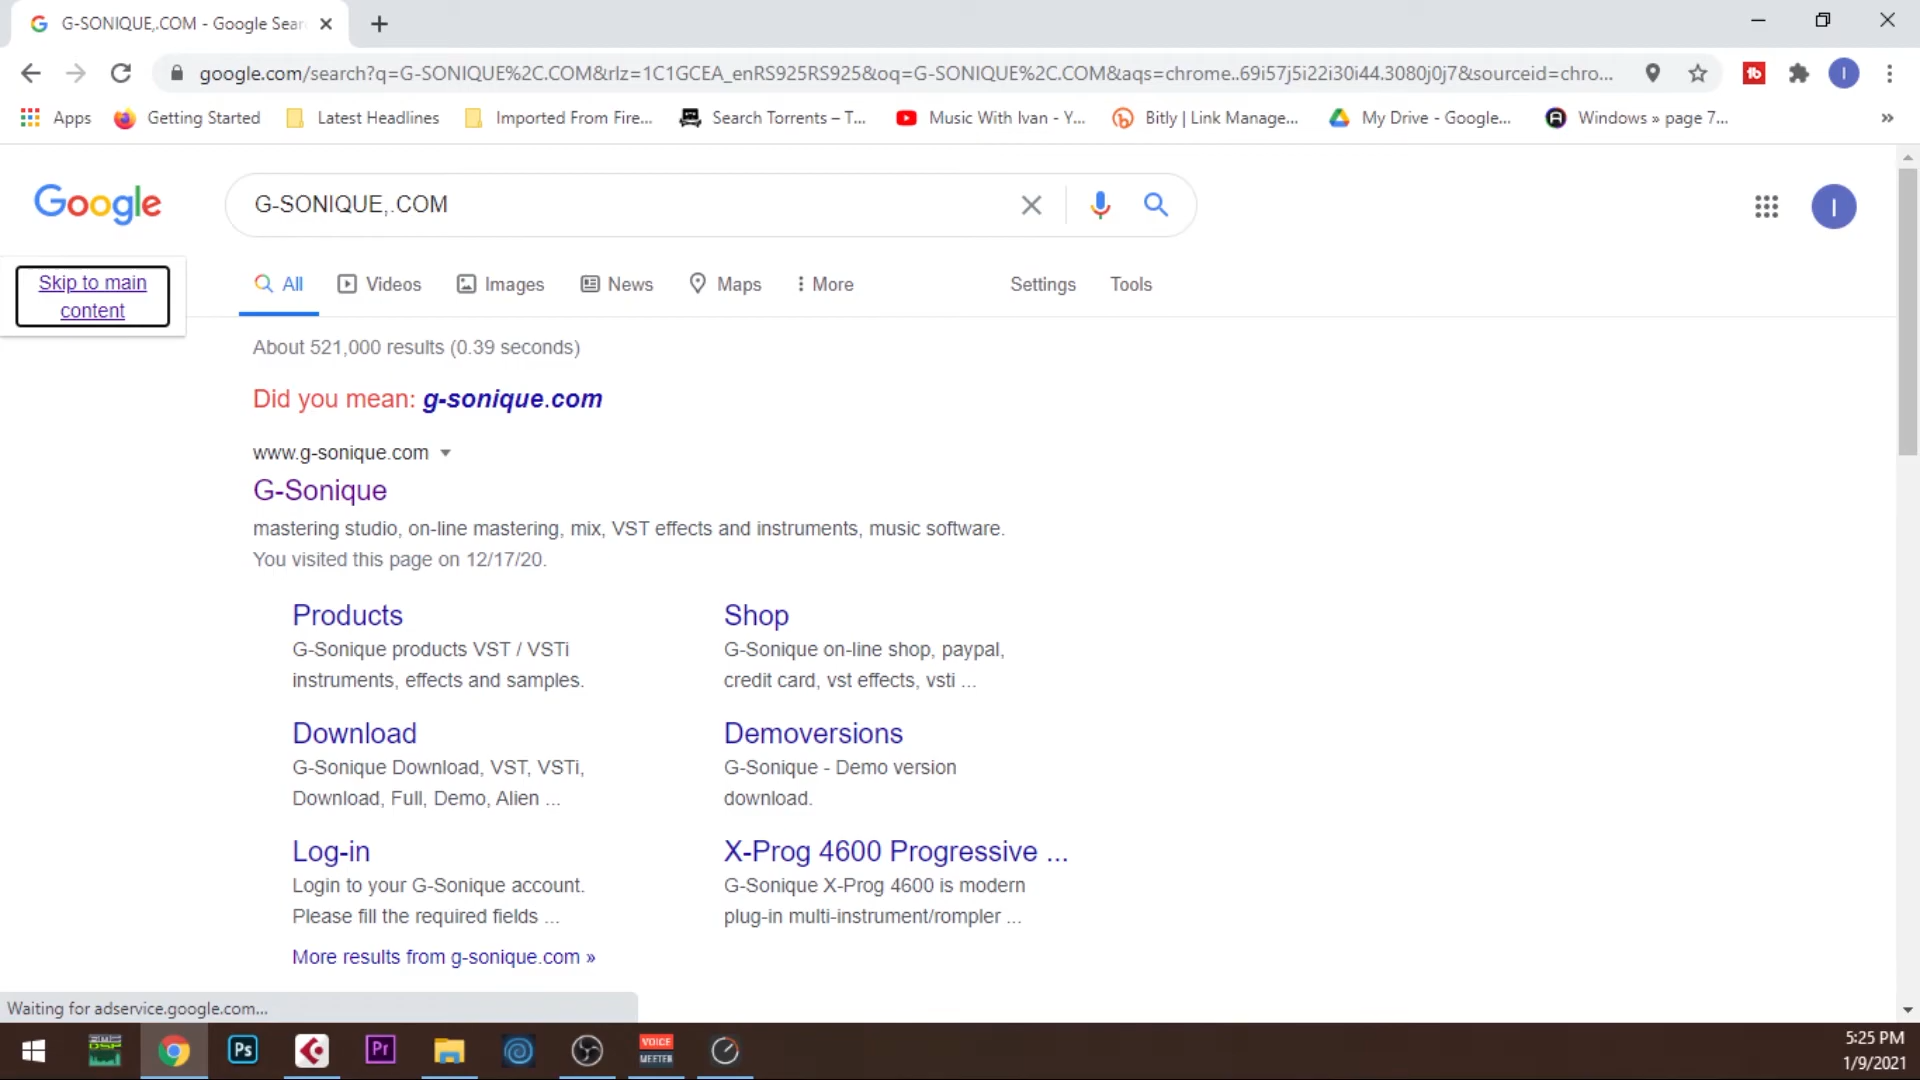 G-SONIQUE,.COM - Google Sear
google.com/search?q=G-SONIQUE%2C.COM&rlz=1C1GCEA_enRS925RS925&oq=G-SONIQUE%2C.COM&aqs=chrome..69i57j5i22i30i44.3080j0j7&sourceid=chro...
I
Apps
Getting Started
Latest Headlines
Imported From Fire...
Search Torrents – T...
Music With Ivan - Y...
Bitly | Link Manage...
My Drive - Google...
Windows » page 7...
»
Google
G-SONIQUE,.COM
I
Skip to main
content
All
Videos
Images
News
Maps
More
Settings
Tools
About 521,000 results (0.39 seconds)
Did you mean: g-sonique.com
www.g-sonique.com
G-Sonique
mastering studio, on-line mastering, mix, VST effects and instruments, music software.
You visited this page on 12/17/20.
Products
G-Sonique products VST / VSTi
instruments, effects and samples.
Shop
G-Sonique on-line shop, paypal,
credit card, vst effects, vsti ...
Download
G-Sonique Download, VST, VSTi,
Download, Full, Demo, Alien ...
Demoversions
G-Sonique - Demo version
download.
Log-in
Login to your G-Sonique account.
Please fill the required fields ...
X-Prog 4600 Progressive ...
G-Sonique X-Prog 4600 is modern
plug-in multi-instrument/rompler ...
More results from g-sonique.com »
Waiting for adservice.google.com...
Ps
Pr
VOICE
MEETER
5:25 PM
1/9/2021